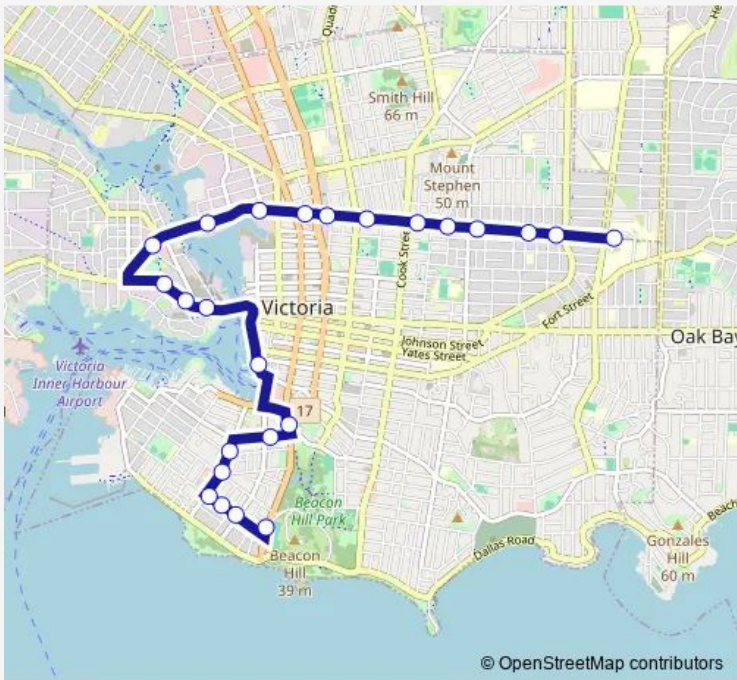 Quadr
Smith Hill
66 m
Mount
Stephen
50 m
Cook Street
Victoria
Fort Street
Johnson Street
Yates Street
Oak Bay
Victoria
Inner Harbour
Airport
17
Beacon
Hill Park
Beacon
Hill
39 m
Dallas Road
Gonzales
Hill
60 m
Beach
© OpenStreetMap contributors